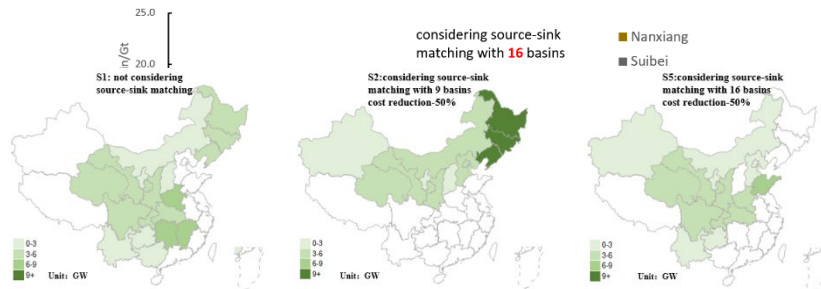 25.0
in/Gt
20.0
considering source-sink
matching with 16 basins
Nanxiang
Suibei
S1: not considering
source-sink matching
S2:considering source-sink
matching with 9 basins
cost reduction-50%
S5:considering source-sink
matching with 16 basins
cost reduction-50%
0-3
3-6
6-9
9+
Unit: GW
0-3
3-6
6-9
9+
Unit: GW
0-3
3-6
6-9
9+
Unit: GW